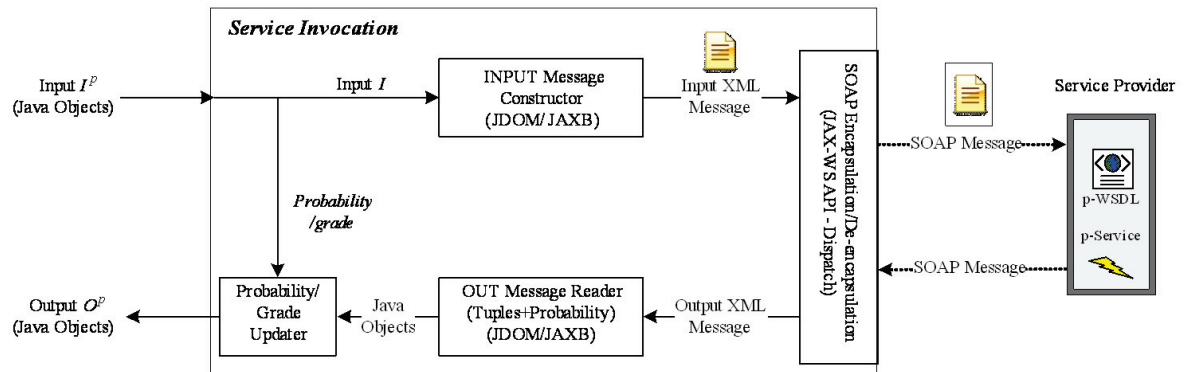 Service Invocation
Input I^p
(Java Objects)
Input I
INPUT Message
Constructor
(JDOM/JAXB)
Input XML
Message
SOAP Encapsulation/De-encapsulation
(JAX-WS API - Dispatch)
SOAP Message
Service Provider
p-WSDL
p-Service
SOAP Message
Probability
/grade
Output O^p
(Java Objects)
Probability/
Grade
Updater
Java
Objects
OUT Message Reader
(Tuples+Probability)
(JDOM/JAXB)
Output XML
Message